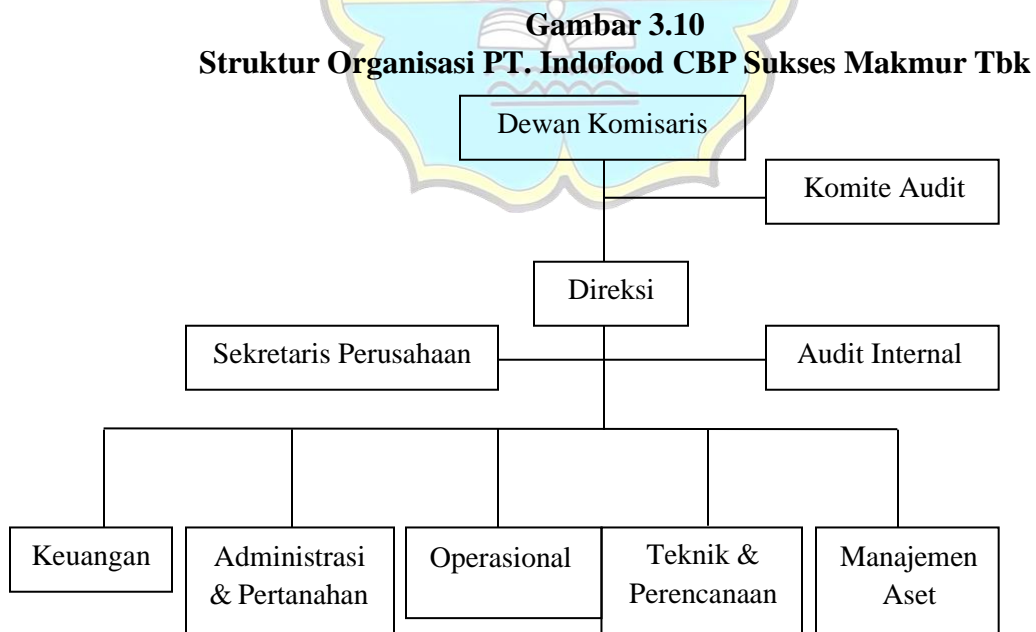 Gambar 3.10
Struktur Organisasi PT. Indofood CBP Sukses Makmur Tbk
Dewan Komisaris
Komite Audit
Direksi
Sekretaris Perusahaan
Audit Internal
Keuangan
Administrasi
& Pertanahan
Operasional
Teknik &
Perencanaan
Manajemen
Aset